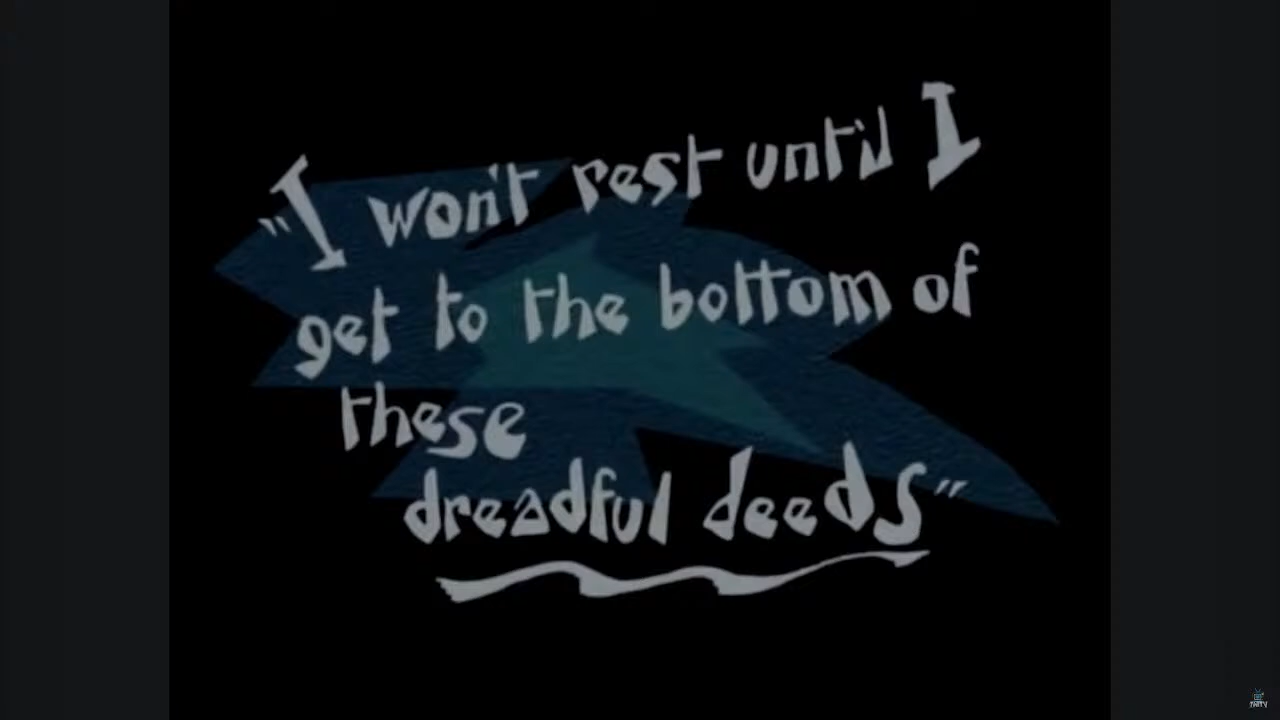 "I won't rest until I
get to the bottom of
these
dreadful deeds"